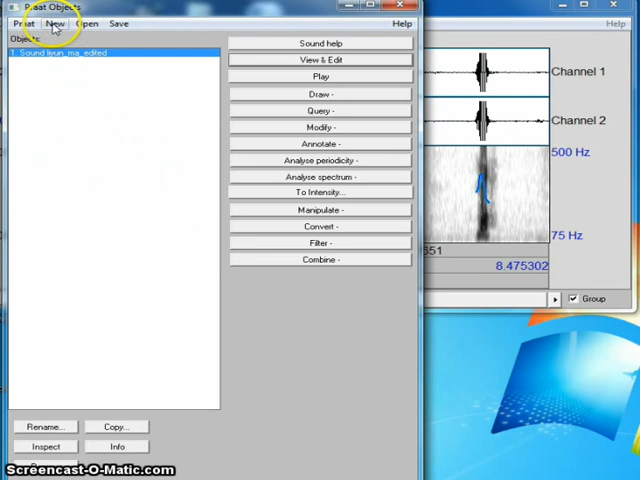 Praat Objects
Praat New Open Save Help
Objects:
1. Sound liyun_ma_edited
Sound help
View & Edit
Play
Draw -
Query -
Modify -
Annotate -
Analyse periodicity -
Analyse spectrum -
To Intensity...
Manipulate -
Convert -
Filter -
Combine -
Rename...
Copy...
Inspect
Info
Help
Channel 1
Channel 2
500 Hz
75 Hz
651
8.475302
Group
Screencast-O-Matic.com